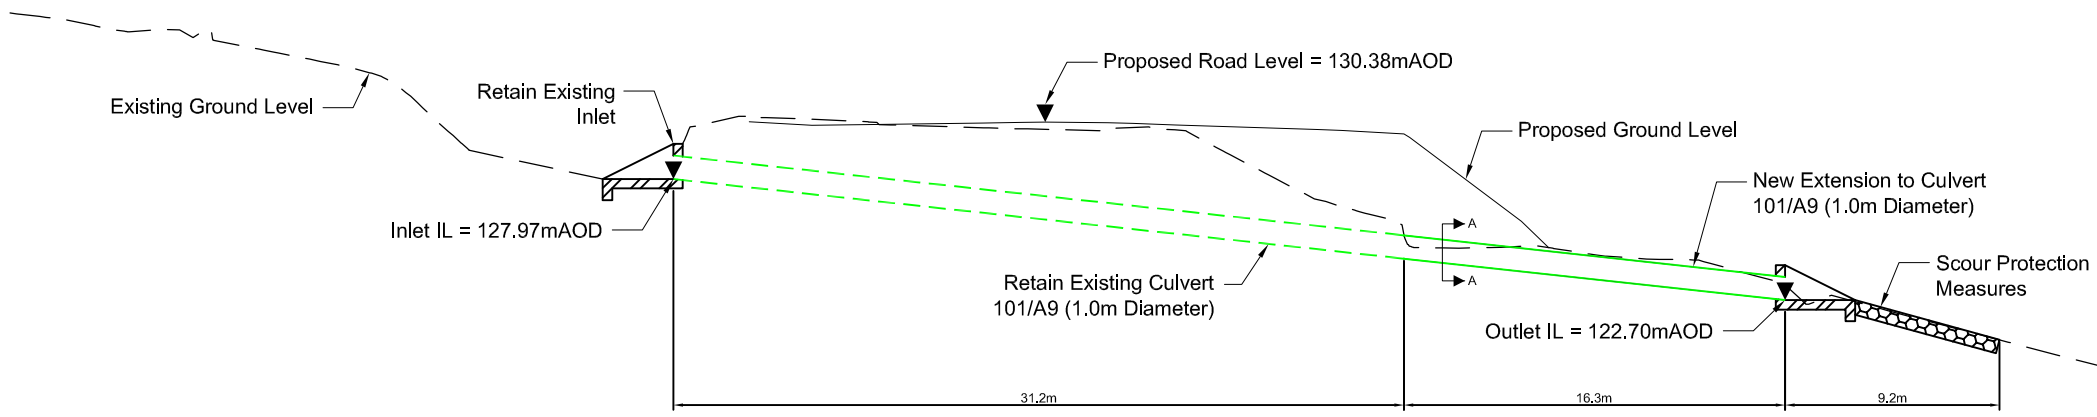 Existing Ground Level
Retain Existing
Inlet
Proposed Road Level = 130.38mAOD
Proposed Ground Level
New Extension to Culvert
101/A9 (1.0m Diameter)
Inlet IL = 127.97mAOD
A
A
Retain Existing Culvert
101/A9 (1.0m Diameter)
Scour Protection
Measures
Outlet IL = 122.70mAOD
31.2m
16.3m
9.2m